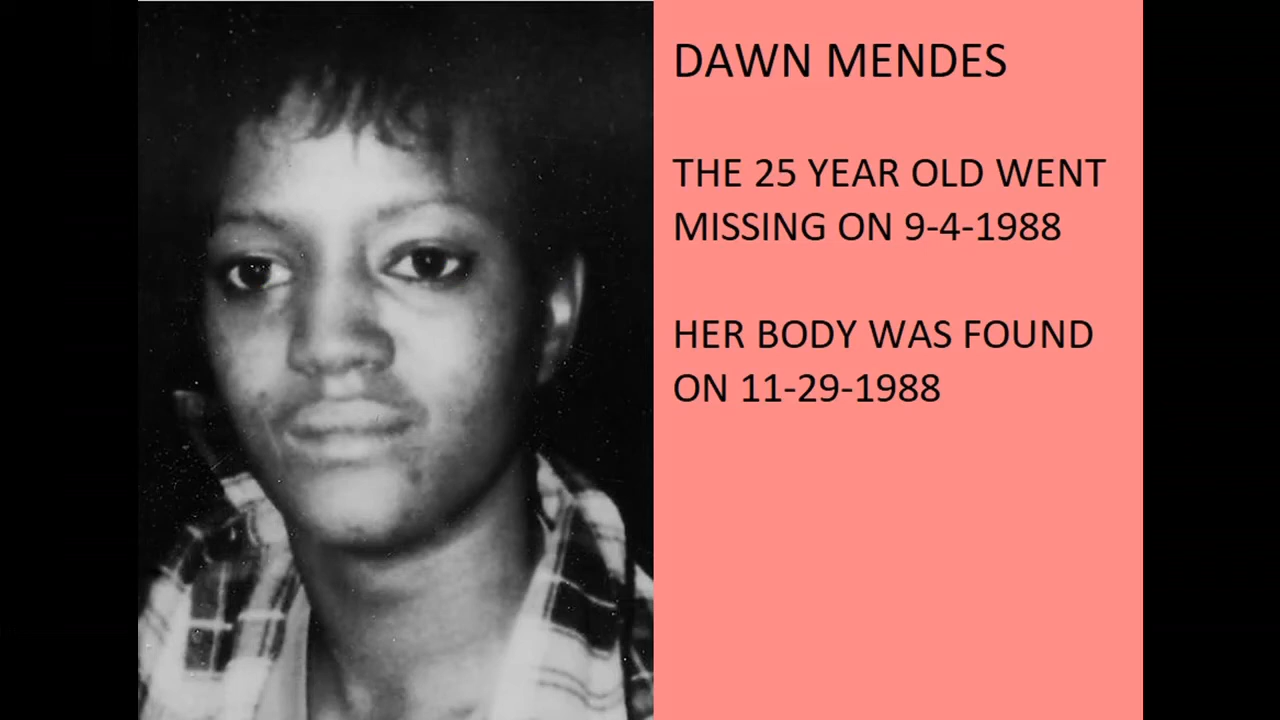 DAWN MENDES
THE 25 YEAR OLD WENT
MISSING ON 9-4-1988
HER BODY WAS FOUND
ON 11-29-1988